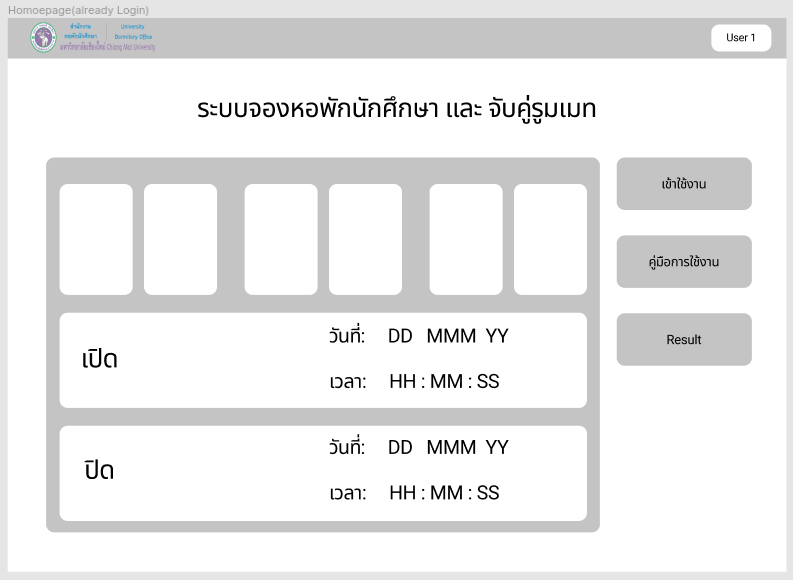 Homoepage(already Login)
สำนักงาน
หอพักนักศึกษา
มหาวิทยาลัยเชียงใหม่ Chiang Mai University
University
Dormitory Office
User 1
ระบบจองหอพักนักศึกษา และ จับคู่รูมเมท
เข้าใช้งาน
คู่มือการใช้งาน
Result
เปิด
วันที่: DD MMM YY
เวลา: HH : MM : SS
ปิด
วันที่: DD MMM YY
เวลา: HH : MM : SS